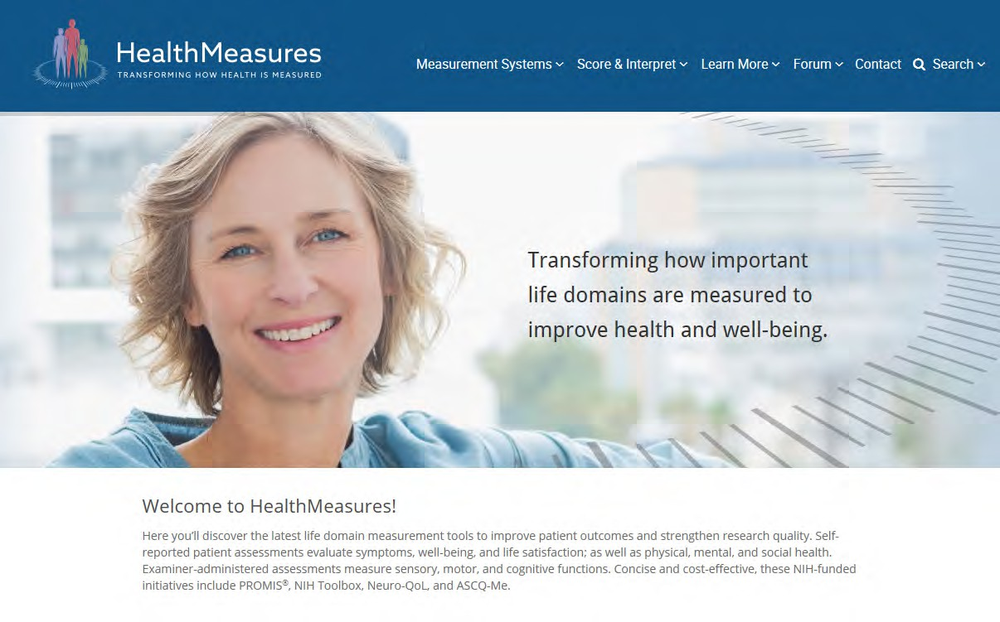 HealthMeasures
TRANSFORMING HOW HEALTH IS MEASURED
Measurement Systems Score & Interpret Learn More Forum Contact Search
Transforming how important
life domains are measured to
improve health and well-being.
Welcome to HealthMeasures!
Here you’ll discover the latest life domain measurement tools to improve patient outcomes and strengthen research quality. Self-
reported patient assessments evaluate symptoms, well-being, and life satisfaction; as well as physical, mental, and social health.
Examiner-administered assessments measure sensory, motor, and cognitive functions. Concise and cost-effective, these NIH-funded
initiatives include PROMIS®, NIH Toolbox, Neuro-QoL, and ASCQ-Me.